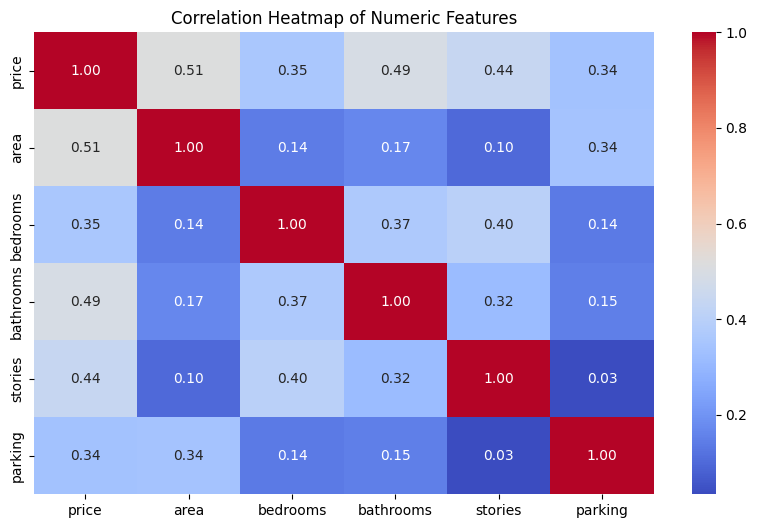 Correlation Heatmap of Numeric Features
price 1.00 0.51 0.35 0.49 0.44 0.34
area 0.51 1.00 0.14 0.17 0.10 0.34
bedrooms 0.35 0.14 1.00 0.37 0.40 0.14
bathrooms 0.49 0.17 0.37 1.00 0.32 0.15
stories 0.44 0.10 0.40 0.32 1.00 0.03
parking 0.34 0.34 0.14 0.15 0.03 1.00
price area bedrooms bathrooms stories parking
1.0
0.8
0.6
0.4
0.2